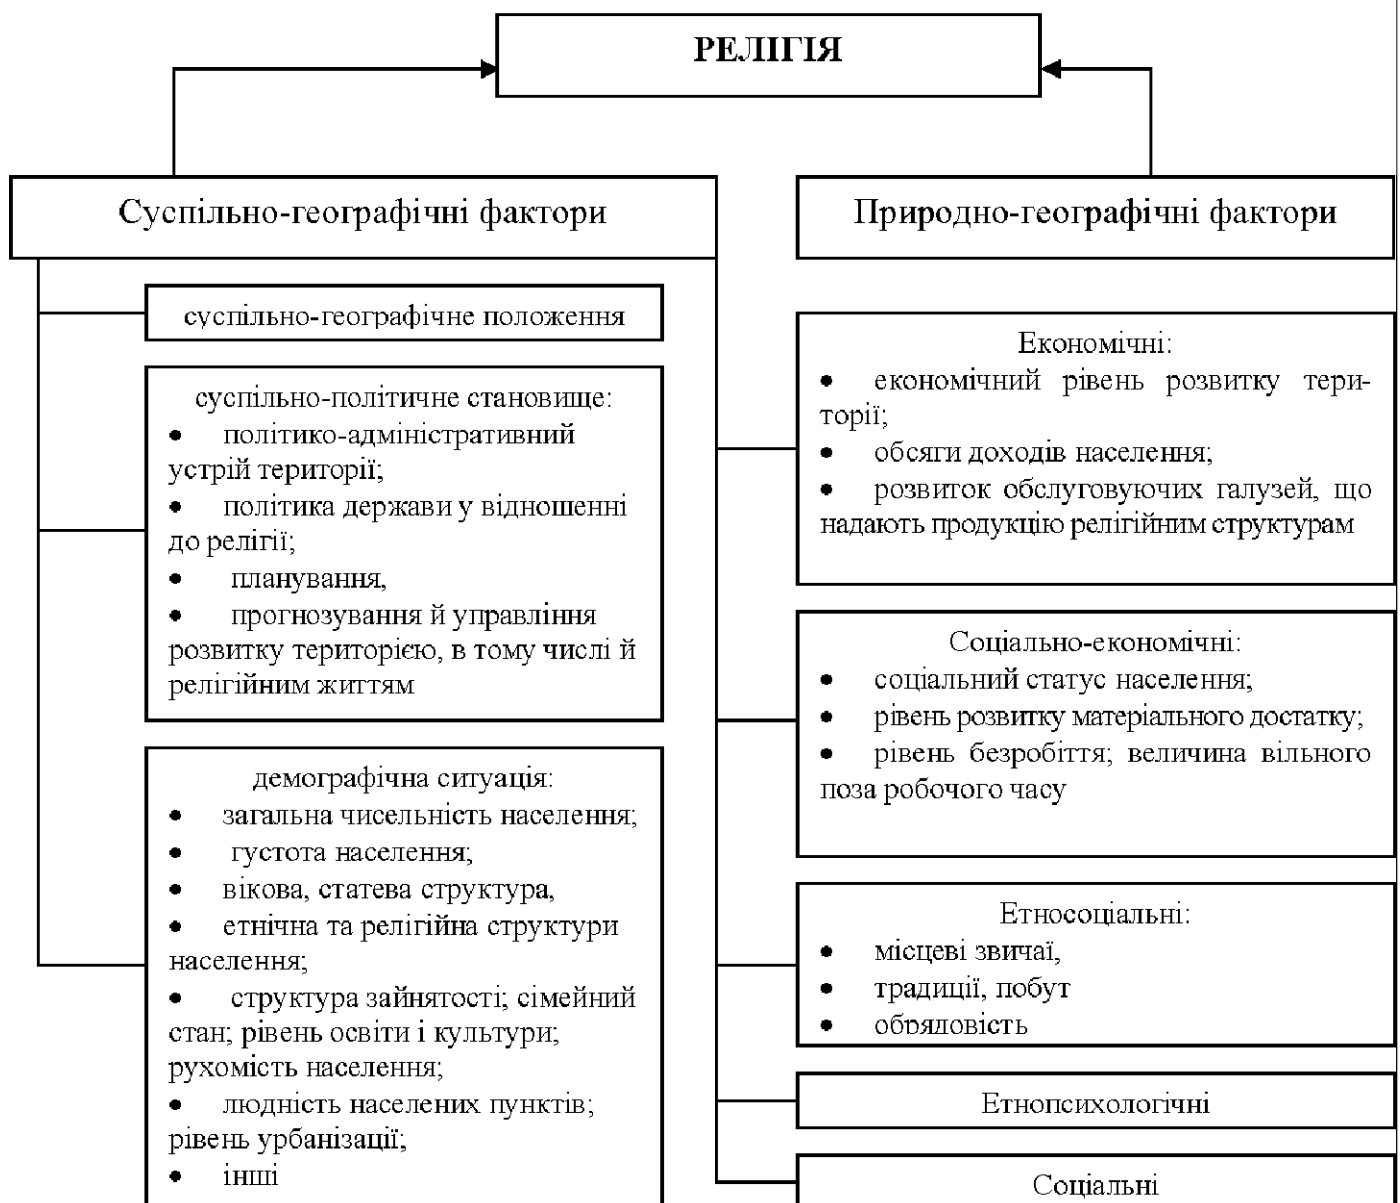 РЕЛІГІЯ
Суспільно-географічні фактори
суспільно-географічне положення
суспільно-політичне становище:
• політико-адміністративний
устрій території;
• політика держави у відношенні
до релігії;
• планування,
• прогнозування й управління
розвитку територією, в тому числі й
релігійним життям
демографічна ситуація:
• загальна чисельність населення;
• густота населення;
• вікова, статева структура,
• етнічна та релігійна структури
населення;
• структура зайнятості; сімейний
стан; рівень освіти і культури;
рухомість населення;
• людність населених пунктів;
рівень урбанізації;
• інші
Природно-географічні фактори
Економічні:
• економічний рівень розвитку тери-
торії;
• обсяги доходів населення;
• розвиток обслуговуючих галузей, що
надають продукцію релігійним структурам
Соціально-економічні:
• соціальний статус населення;
• рівень розвитку матеріального достатку;
• рівень безробіття; величина вільного
поза робочого часу
Етносоціальні:
• місцеві звичаї,
• традиції, побут
• обрядовість
Етнопсихологічні
Соціальні